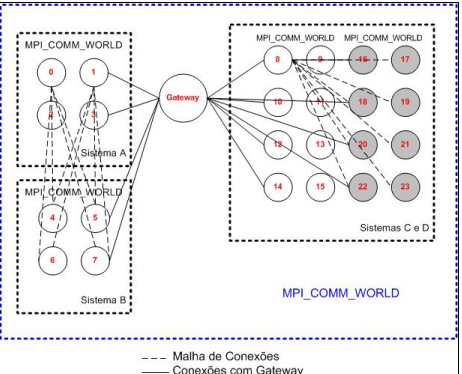 MPI_COMM_WORLD
0 1
2 3
Sistema A
MPI_COMM_WORLD
4 5
6 7
Sistema B
Gateway
MPI_COMM_WORLD MPI_COMM_WORLD
8 9 16 17
10 11 18 19
12 13 20 21
14 15 22 23
Sistemas C e D
MPI_COMM_WORLD
Malha de Conexões
Conexões com Gateway